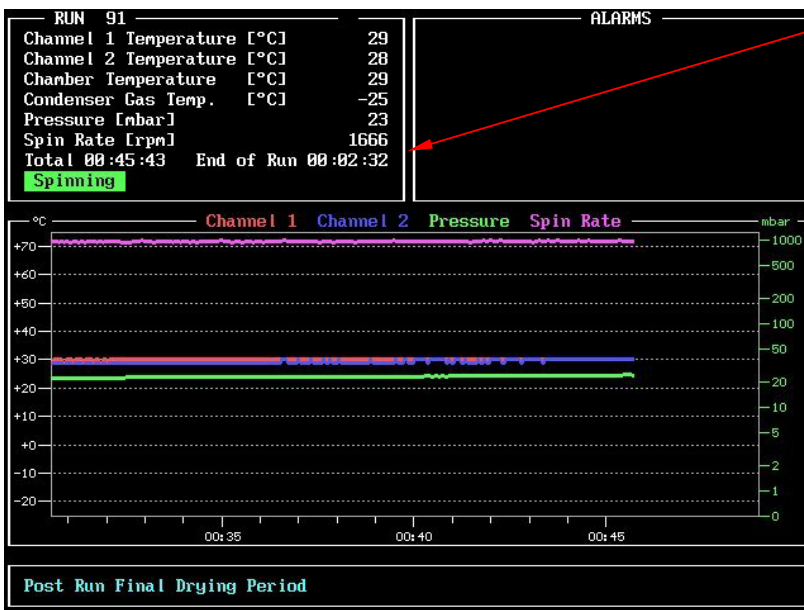 RUN 91
Channel 1 Temperature [°C] 29
Channel 2 Temperature [°C] 28
Chamber Temperature [°C] 29
Condenser Gas Temp. [°C] -25
Pressure [mbar] 23
Spin Rate [rpm] 1666
Total 00:45:43 End of Run 00:02:32
Spinning
ALARMS
°C Channel 1 Channel 2 Pressure Spin Rate mbar
+70
+60
+50
+40
+30
+20
+10
+0
-10
-20
1000
500
200
100
50
20
10
5
2
1
0
00:35 00:40 00:45
Post Run Final Drying Period